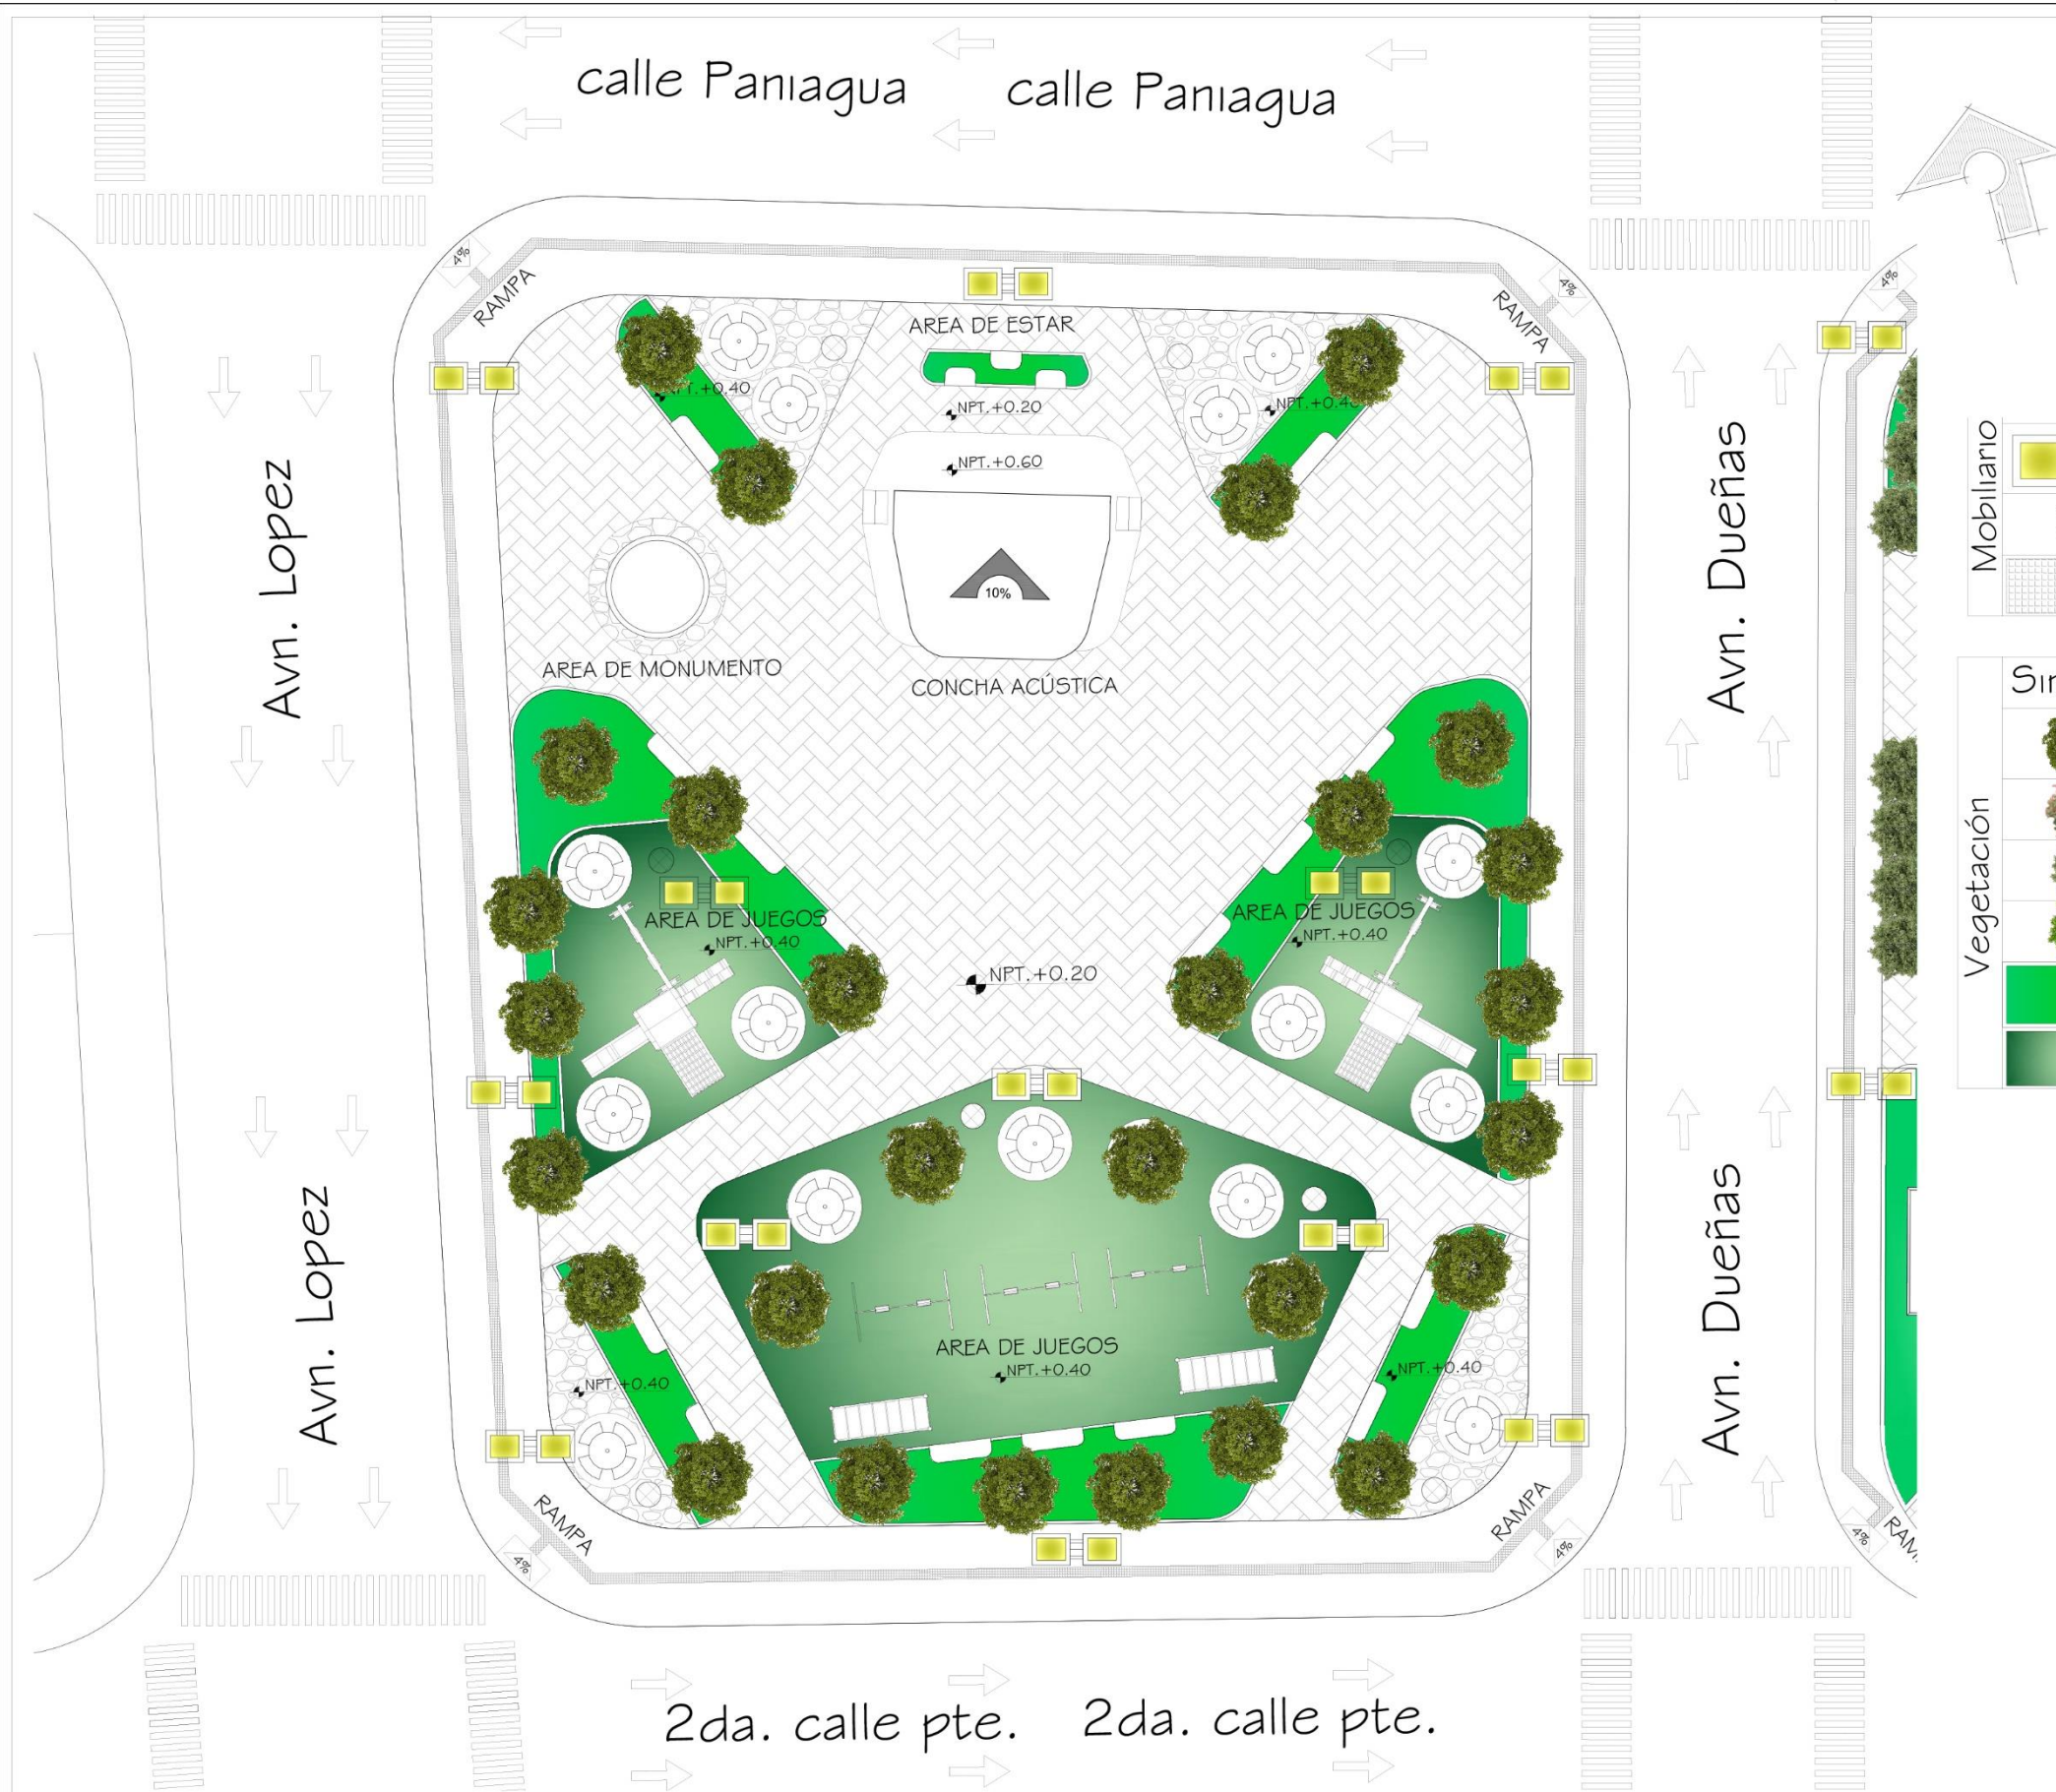 calle Paniagua calle Paniagua
4%
RAMPA
4%
RAMPA
4%
AREA DE ESTAR
NPT.+0.40
NPT.+0.20
NPT.+0.60
10%
AREA DE MONUMENTO
CONCHA ACÚSTICA
Avn. Lopez
Avn. Dueñas
Mobiliario
Vegetación
AREA DE JUEGOS
NPT.+0.40
AREA DE JUEGOS
NPT.+0.40
NPT.+0.20
Avn. Lopez
Avn. Dueñas
AREA DE JUEGOS
NPT.+0.40
NPT.+0.40
NPT.+0.40
RAMPA
4%
RAMPA
4%
4%
2da. calle pte. 2da. calle pte.